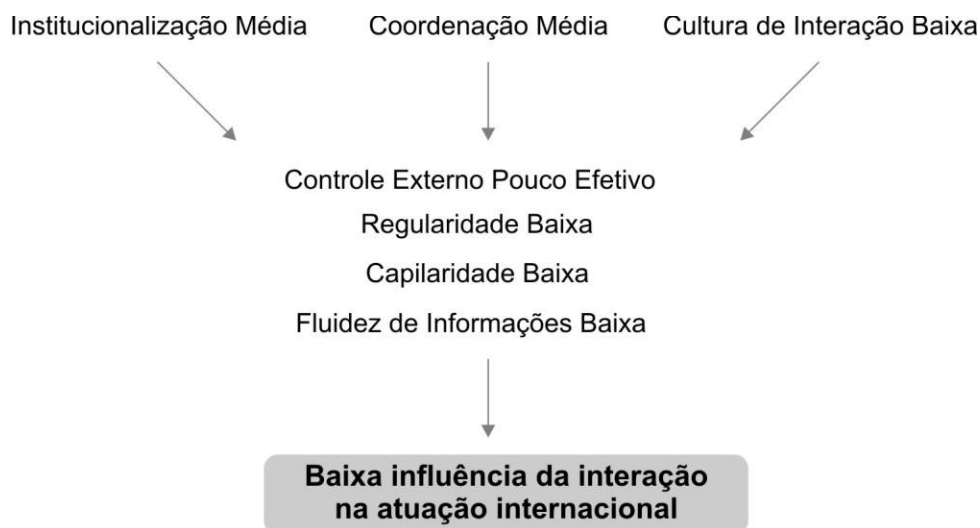 Institucionalização Média
Coordenação Média
Cultura de Interação Baixa
Controle Externo Pouco Efetivo
Regularidade Baixa
Capilaridade Baixa
Fluidez de Informações Baixa
Baixa influência da interação
na atuação internacional